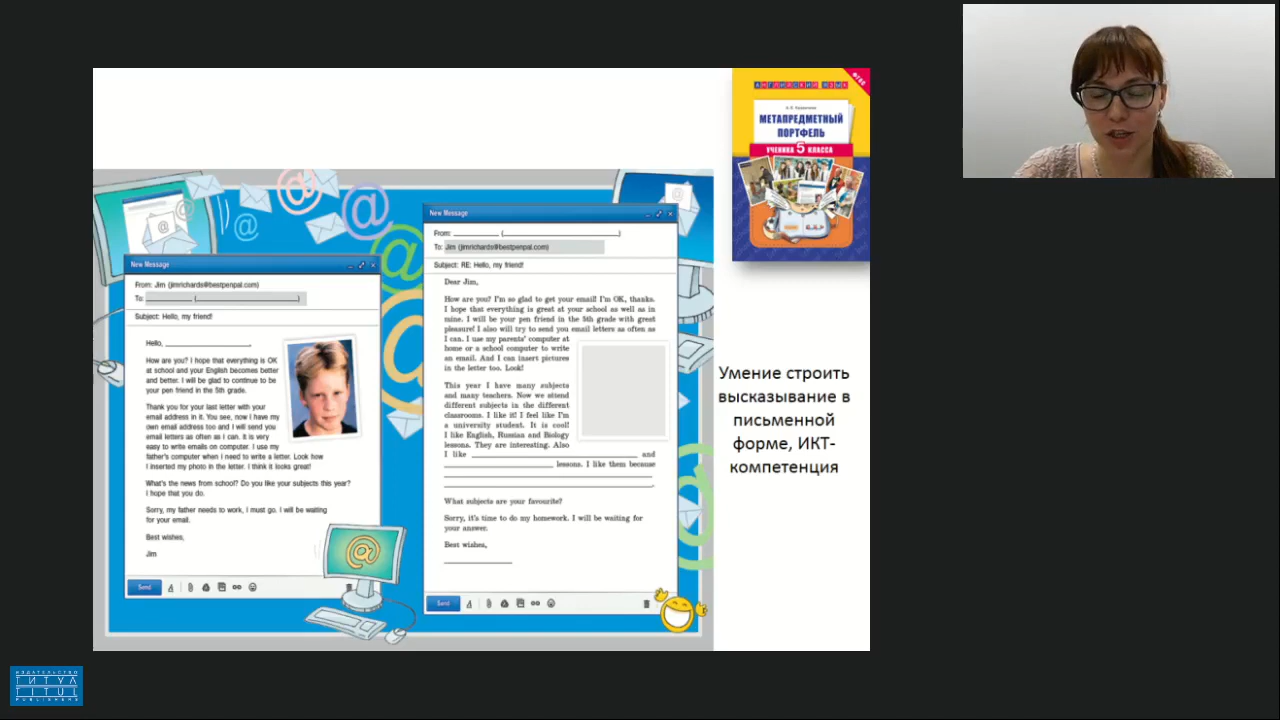 New Message
From: Jim (jimrichards@bestpenpal.com)
To: ____________ (__________________________)
Subject: Hello, my friend!
Hello, ______________________.
How are you? I hope that everything is OK
at school and your English becomes better
and better. I will be glad to continue to be
your pen friend in the 5th grade.
Thank you for your last letter with your
email address in it. You see, now I have my
own email address too and I will send you
email letters as often as I can. It is very
easy to write emails on computer. I use my
father's computer when I need to write a letter. Look how
I inserted my photo in the letter. I think it looks great!
What's the news from school? Do you like your subjects this year?
I hope that you do.
Sorry, my father needs to work, I must go. I will be waiting
for your email.
Best wishes,
Jim
Send
New Message
From: ____________ (______________________________)
To: Jim (jimrichards@bestpenpal.com)
Subject: RE: Hello, my friend!
Dear Jim,
How are you? I'm so glad to get your email! I'm OK, thanks.
I hope that everything is great at your school as well as in
mine. I will be your pen friend in the 5th grade with great
pleasure! I also will try to send you email letters as often as
I can. I use my parents' computer at
home or a school computer to write
an email. And I can insert pictures
in the letter too. Look!
This year I have many subjects
and many teachers. Now we attend
different subjects in the different
classrooms. I like it! I feel like I'm
a university student. It is cool!
I like English, Russian and Biology
lessons. They are interesting. Also
I like ______________________________ and
____________________ lessons. I like them because
______________________________________
______________________________________.
What subjects are your favourite?
Sorry, it's time to do my homework. I will be waiting for
your answer.
Best wishes,
_____________
Send
ФГОС
АНГЛИЙСКИЙ ЯЗЫК
МЕТАПРЕДМЕТНЫЙ
ПОРТФЕЛЬ
УЧЕНИКА 5 КЛАССА
Умение строить
высказывание в
письменной
форме, ИКТ-
компетенция
ИЗДАТЕЛЬСТВО
ТИТУЛ
TITUL
PUBLISHERS